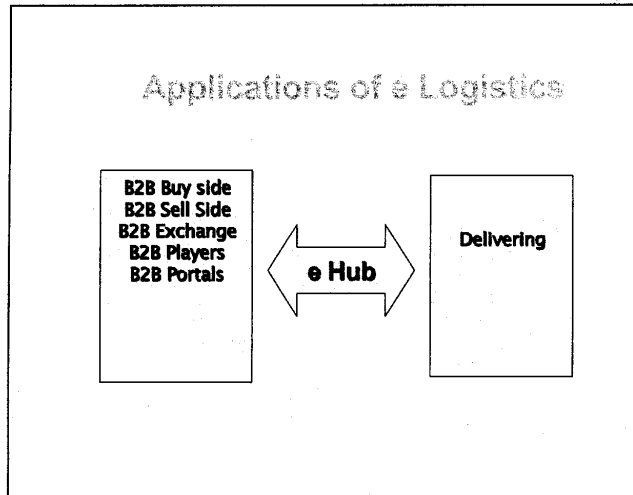 Applications of e Logistics
B2B Buy side
B2B Sell Side
B2B Exchange
B2B Players
B2B Portals
e Hub
Delivering